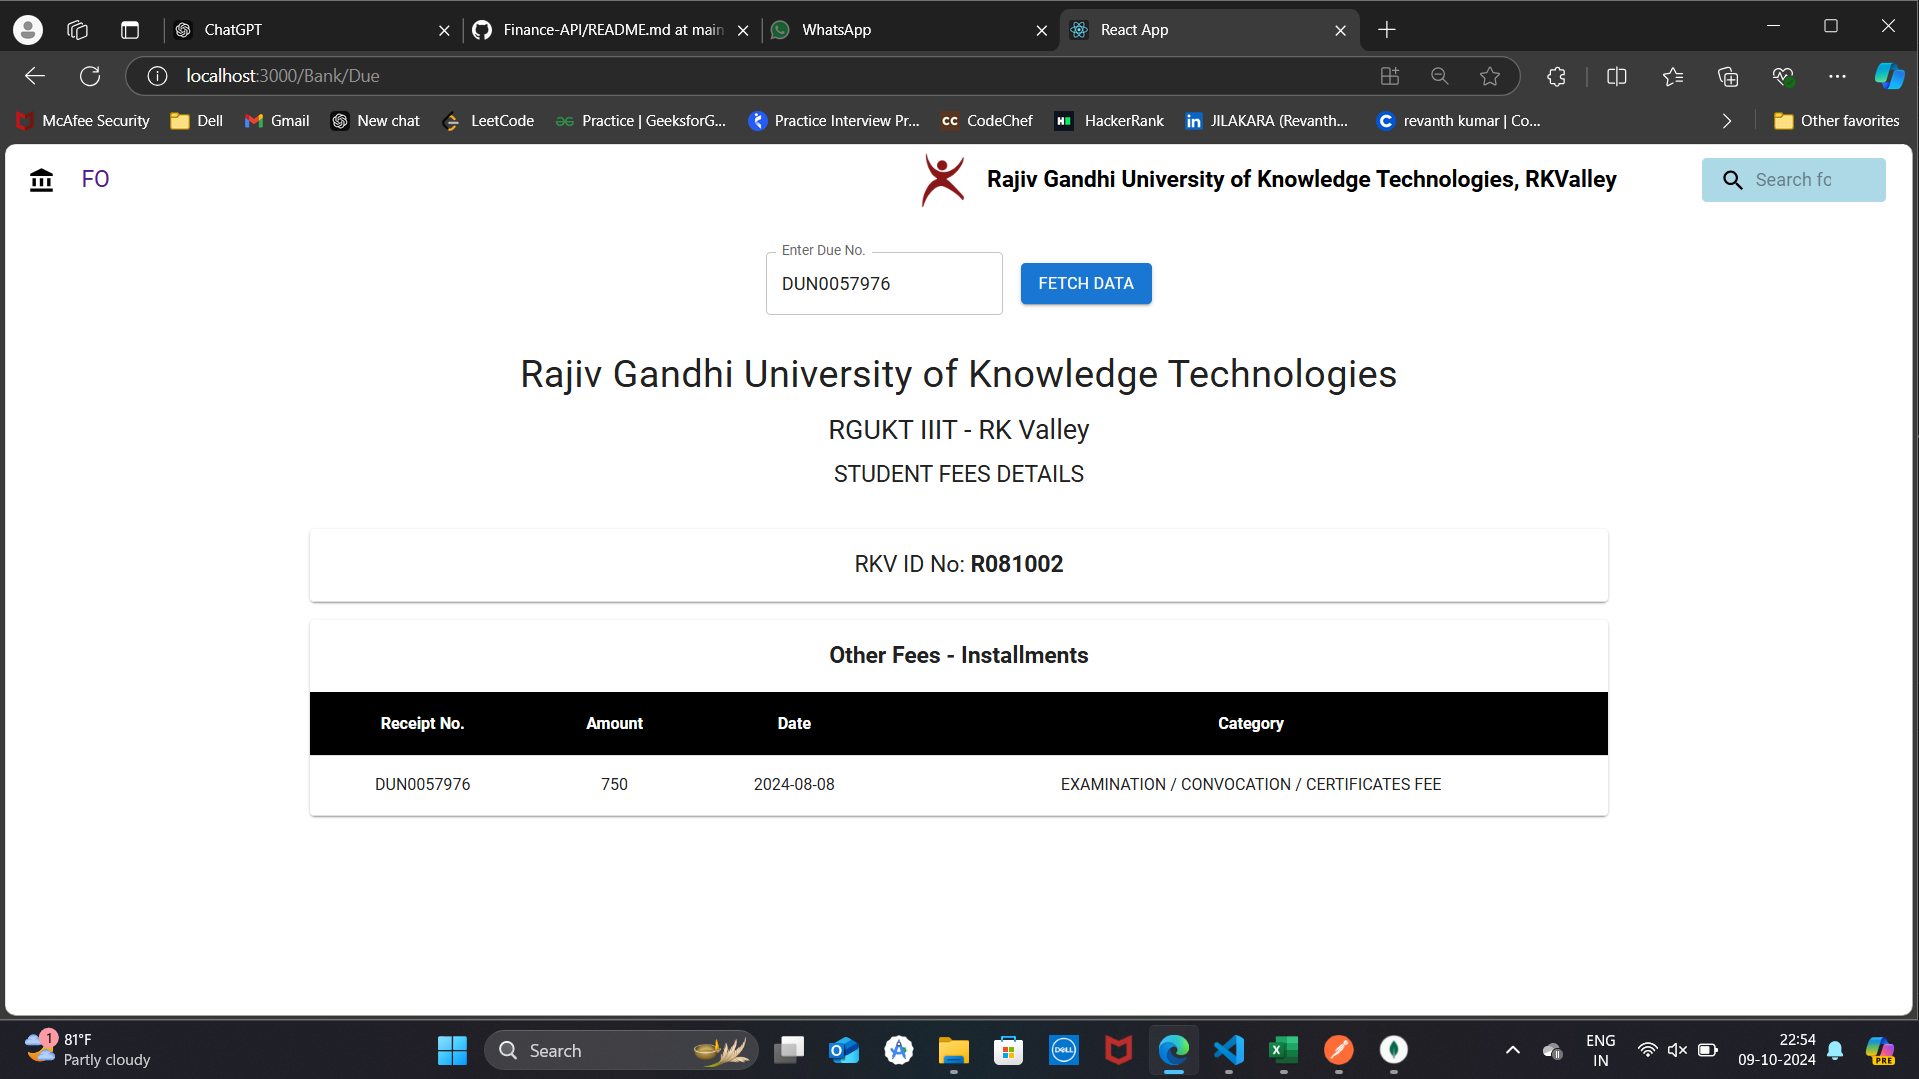 ChatGPT
Finance-API/README.md at main
WhatsApp
React App
localhost:3000/Bank/Due
McAfee Security
Dell
Gmail
New chat
LeetCode
Practice | GeeksforG...
Practice Interview Pr...
CC CodeChef
HackerRank
in JILAKARA (Revanth...
revanth kumar | Co...
Other favorites
FO
Rajiv Gandhi University of Knowledge Technologies, RKValley
Search fo
Enter Due No.
DUN0057976
FETCH DATA
Rajiv Gandhi University of Knowledge Technologies
RGUKT IIIT - RK Valley
STUDENT FEES DETAILS
RKV ID No: R081002
Other Fees - Installments
Receipt No. Amount Date Category
DUN0057976 750 2024-08-08 EXAMINATION / CONVOCATION / CERTIFICATES FEE
1
81°F
Partly cloudy
Search
DELL
ENG
IN
22:54
09-10-2024
PRE